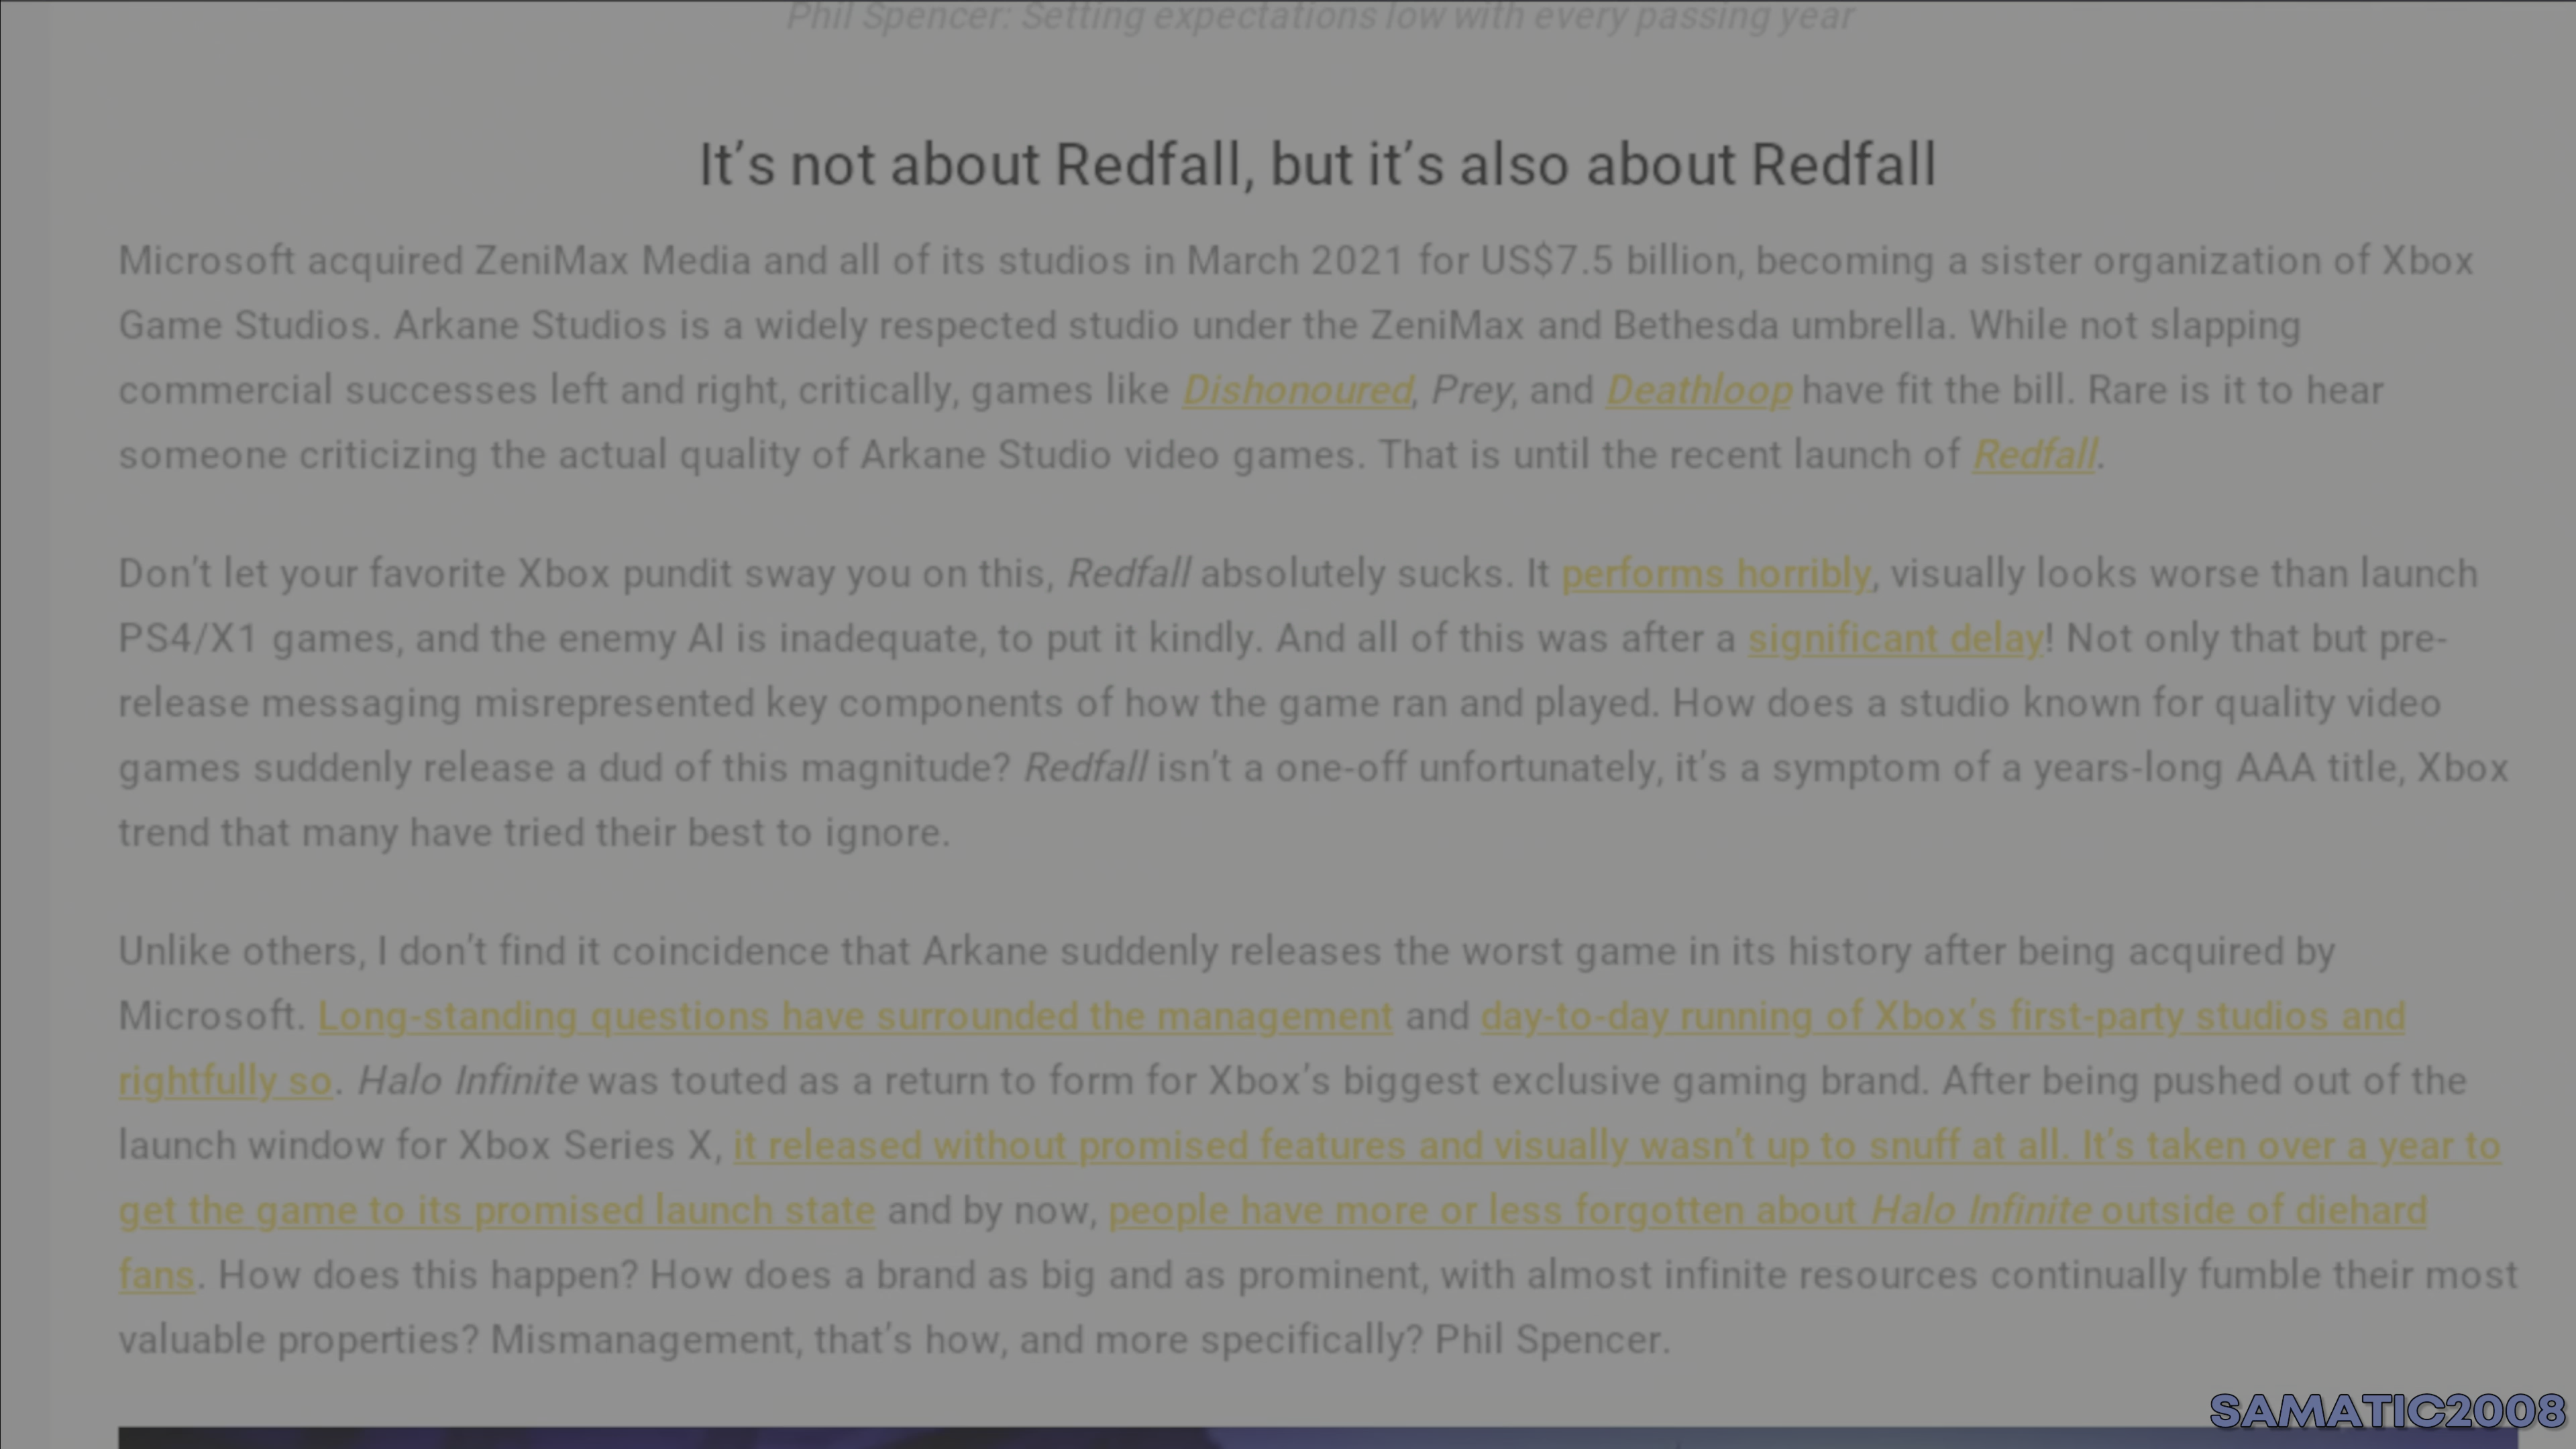 Phil Spencer: Setting expectations low with every passing year
It’s not about Redfall, but it’s also about Redfall
Microsoft acquired ZeniMax Media and all of its studios in March 2021 for US$7.5 billion, becoming a sister organization of Xbox
Game Studios. Arkane Studios is a widely respected studio under the ZeniMax and Bethesda umbrella. While not slapping
commercial successes left and right, critically, games like Dishonoured, Prey, and Deathloop have fit the bill. Rare is it to hear
someone criticizing the actual quality of Arkane Studio video games. That is until the recent launch of Redfall.
Don’t let your favorite Xbox pundit sway you on this, Redfall absolutely sucks. It performs horribly, visually looks worse than launch
PS4/X1 games, and the enemy AI is inadequate, to put it kindly. And all of this was after a significant delay! Not only that but pre-
release messaging misrepresented key components of how the game ran and played. How does a studio known for quality video
games suddenly release a dud of this magnitude? Redfall isn’t a one-off unfortunately, it’s a symptom of a years-long AAA title, Xbox
trend that many have tried their best to ignore.
Unlike others, I don’t find it coincidence that Arkane suddenly releases the worst game in its history after being acquired by
Microsoft. Long-standing questions have surrounded the management and day-to-day running of Xbox’s first-party studios and
rightfully so. Halo Infinite was touted as a return to form for Xbox’s biggest exclusive gaming brand. After being pushed out of the
launch window for Xbox Series X, it released without promised features and visually wasn’t up to snuff at all. It’s taken over a year to
get the game to its promised launch state and by now, people have more or less forgotten about Halo Infinite outside of diehard
fans. How does this happen? How does a brand as big and as prominent, with almost infinite resources continually fumble their most
valuable properties? Mismanagement, that’s how, and more specifically? Phil Spencer.
SAMATIC2008